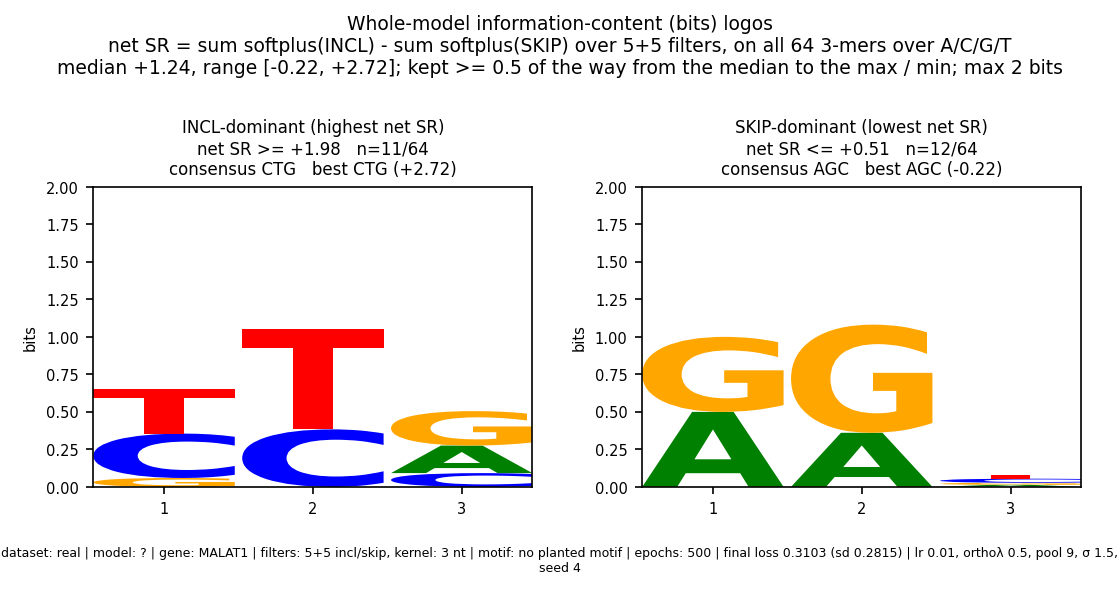 Whole-model information-content (bits) logos
net SR = sum softplus(INCL) - sum softplus(SKIP) over 5+5 filters, on all 64 3-mers over A/C/G/T
median +1.24, range [-0.22, +2.72]; kept >= 0.5 of the way from the median to the max / min; max 2 bits
INCL-dominant (highest net SR)
net SR >= +1.98   n=11/64
consensus CTG   best CTG (+2.72)
2.00
1.75
1.50
1.25
1.00
0.75
0.50
0.25
0.00
bits
T
C
G
T
C
G
A
C
1
2
3
SKIP-dominant (lowest net SR)
net SR <= +0.51   n=12/64
consensus AGC   best AGC (-0.22)
2.00
1.75
1.50
1.25
1.00
0.75
0.50
0.25
0.00
bits
G
A
G
A
T
C
G
1
2
3
dataset: real | model: ? | gene: MALAT1 | filters: 5+5 incl/skip, kernel: 3 nt | motif: no planted motif | epochs: 500 | final loss 0.3103 (sd 0.2815) | lr 0.01, orthoλ 0.5, pool 9, σ 1.5,
seed 4